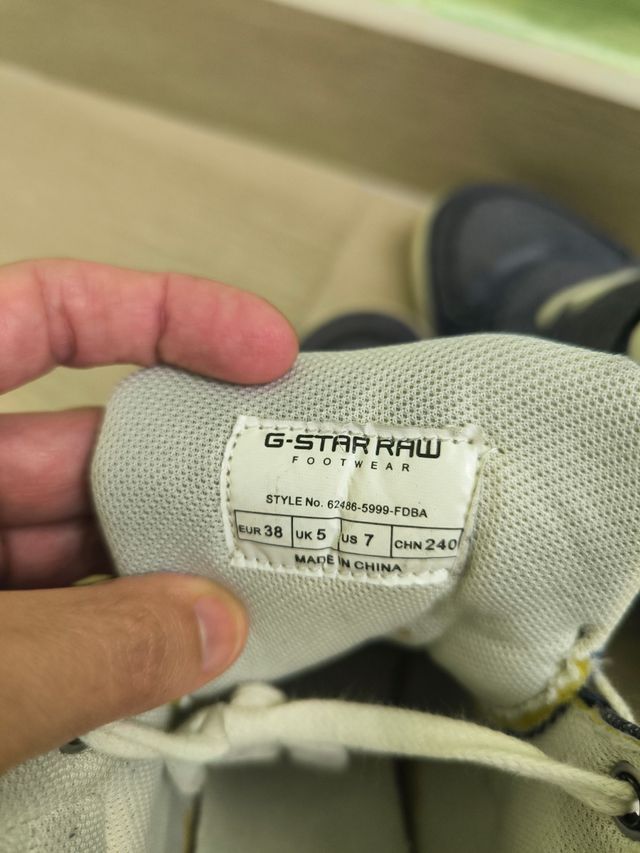 G-STAR RAW
FOOTWEAR
STYLE No. 62486-5999-FDBA
EUR 38 UK 5 US 7 CHN 240
MADE IN CHINA